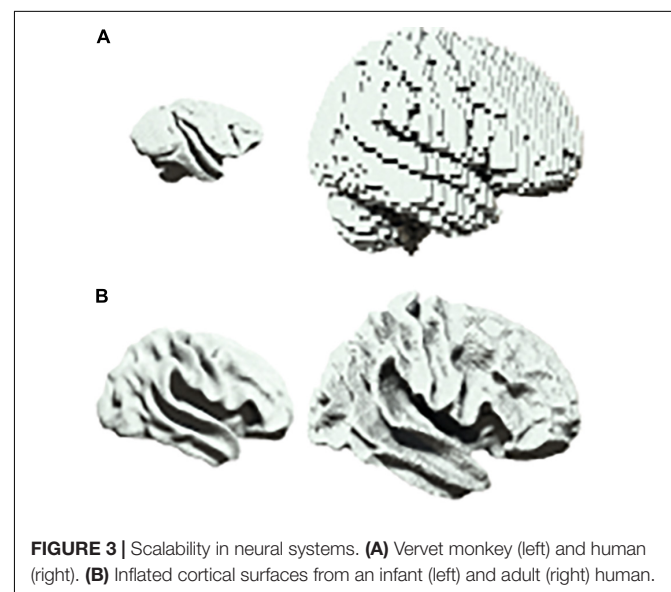 A
B
FIGURE 3 | Scalability in neural systems. (A) Vervet monkey (left) and human
(right). (B) Inflated cortical surfaces from an infant (left) and adult (right) human.